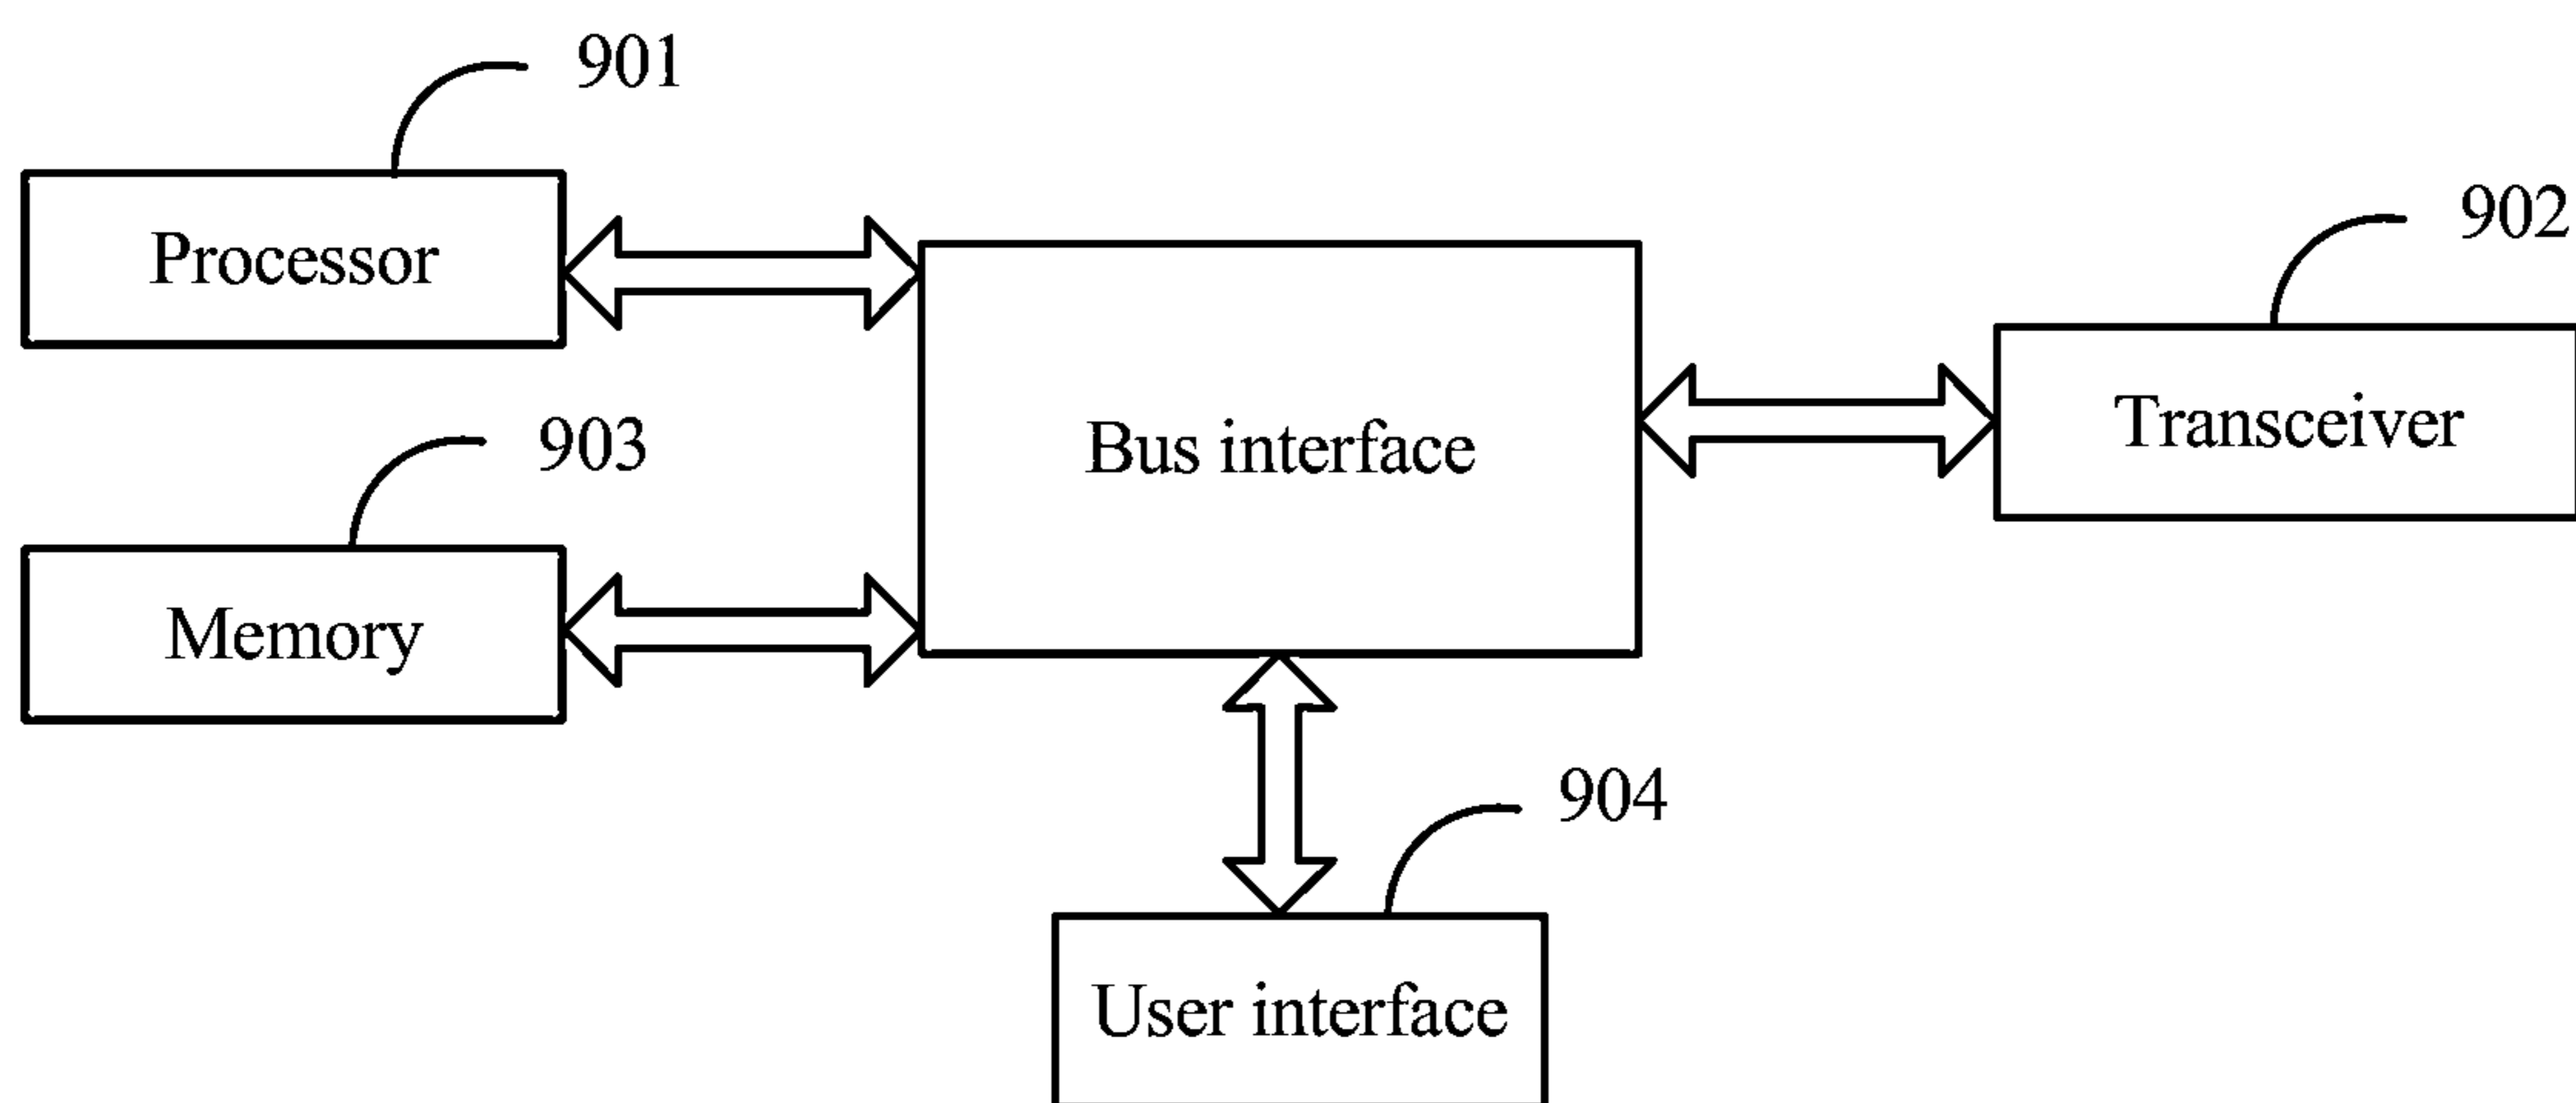 901
Processor
902
903
Transceiver
Bus interface
Memory
904
User interface